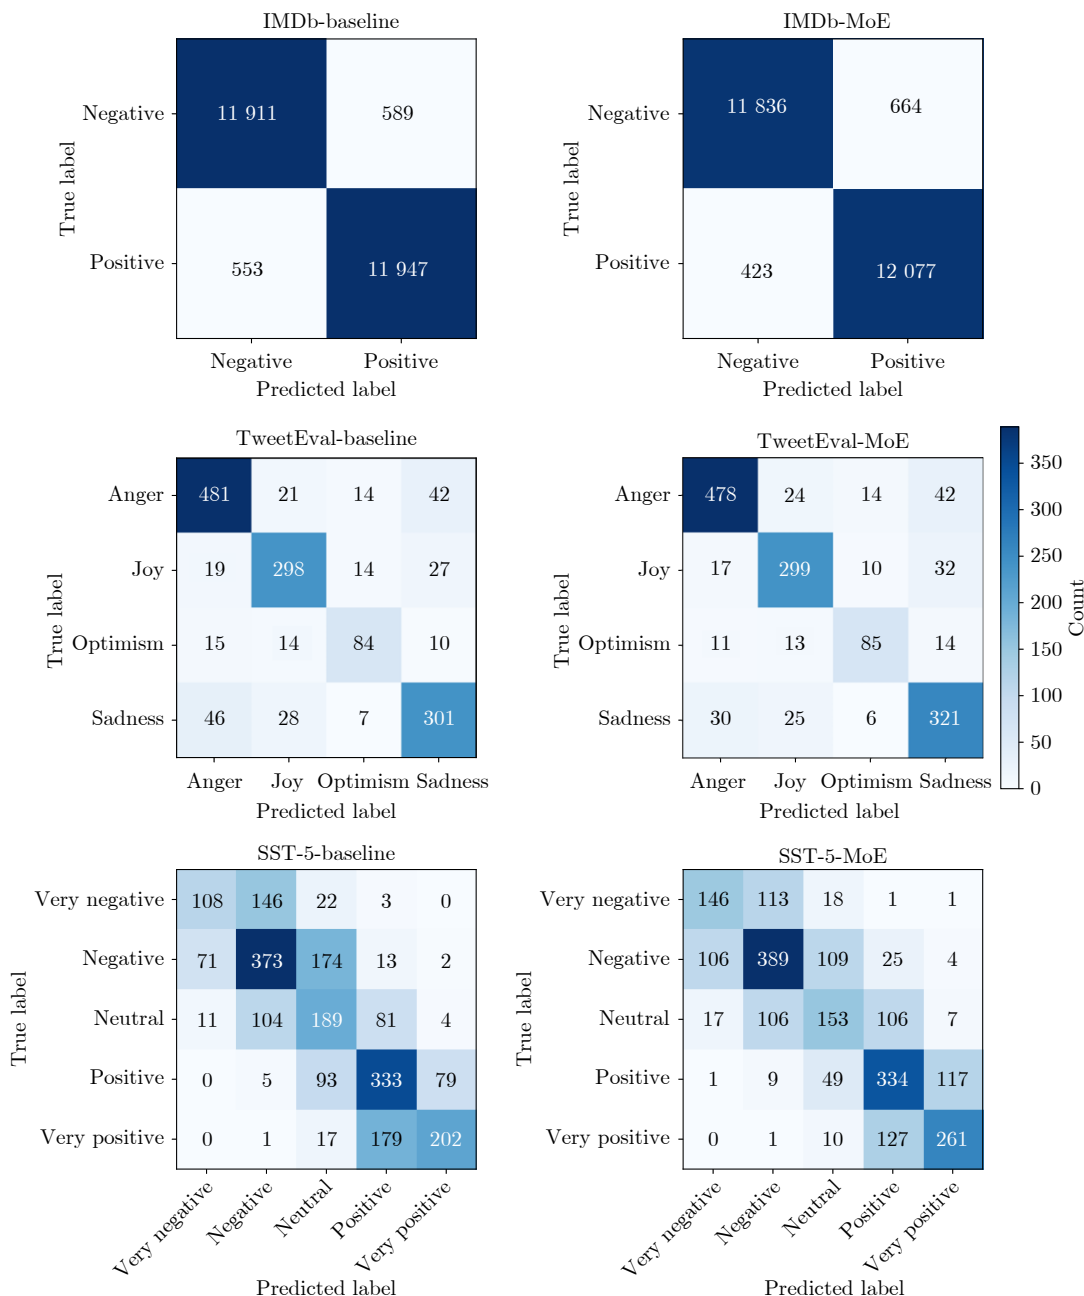 IMDb-baseline
IMDb-MoE
True label
Negative
11 911
589
Positive
553
11 947
Negative
Positive
Predicted label
True label
Negative
11 836
664
Positive
423
12 077
Negative
Positive
Predicted label
TweetEval-baseline
True label
Anger
481 21 14 42
Joy
19 298 14 27
Optimism
15 14 84 10
Sadness
46 28 7 301
Anger Joy Optimism Sadness
Predicted label
TweetEval-MoE
True label
Anger
478 24 14 42
Joy
17 299 10 32
Optimism
11 13 85 14
Sadness
30 25 6 321
Anger Joy Optimism Sadness
Predicted label
350
300
250
200
150
100
50
0
Count
SST-5-baseline
True label
Very negative
108 146 22 3 0
Negative
71 373 174 13 2
Neutral
11 104 189 81 4
Positive
0 5 93 333 79
Very positive
0 1 17 179 202
Very negative
Negative
Neutral
Positive
Very positive
Predicted label
SST-5-MoE
True label
Very negative
146 113 18 1 1
Negative
106 389 109 25 4
Neutral
17 106 153 106 7
Positive
1 9 49 334 117
Very positive
0 1 10 127 261
Very negative
Negative
Neutral
Positive
Very positive
Predicted label